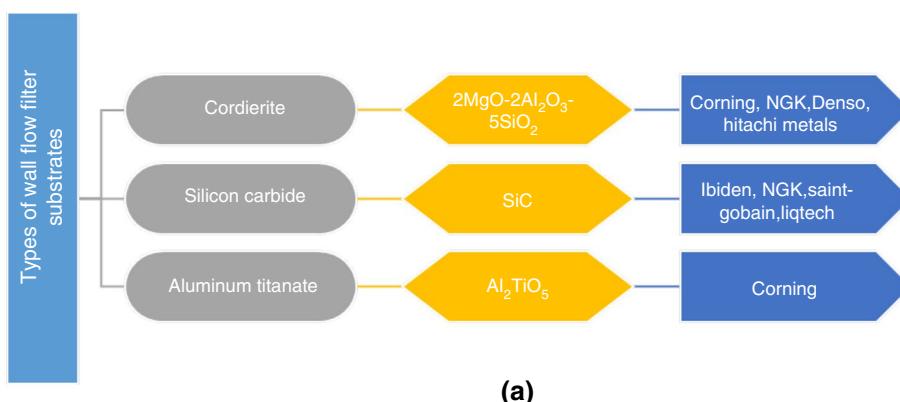 Types of wall flow filter
substrates
Cordierite
2MgO-2Al₂O₃-
5SiO₂
Corning, NGK,Denso,
hitachi metals
Silicon carbide
SiC
Ibiden, NGK,saint-
gobain,liqtech
Aluminum titanate
Al₂TiO₅
Corning
(a)